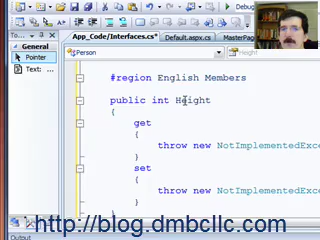 App_Code/Interfaces.cs* Default.aspx.cs* MasterPag
General
Person
Height
Pointer
Text:
#region English Members
public int Height
{
get
{
throw new NotImplementedExce
}
set
{
throw new NotImplementedExce
}
}
http://blog.dmbcllc.com